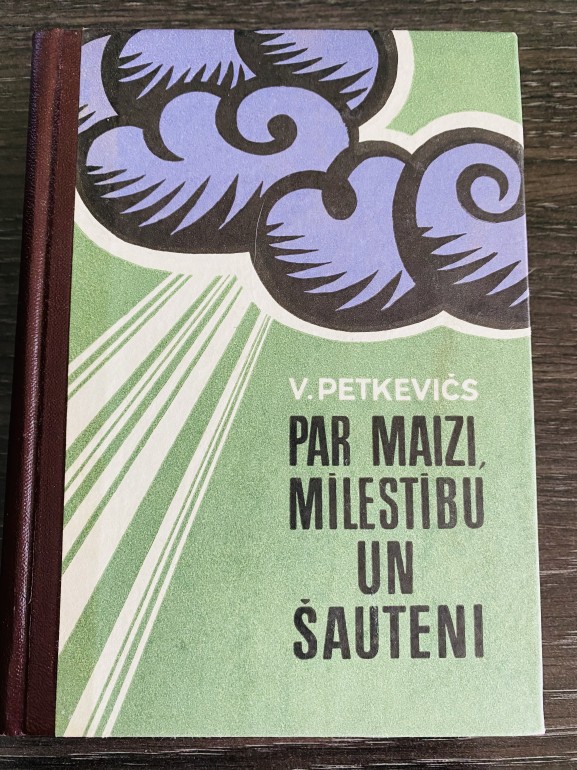 V. PETKEVIČS
PAR MAIZI,
MĪLESTĪBU
UN
ŠAUTENI